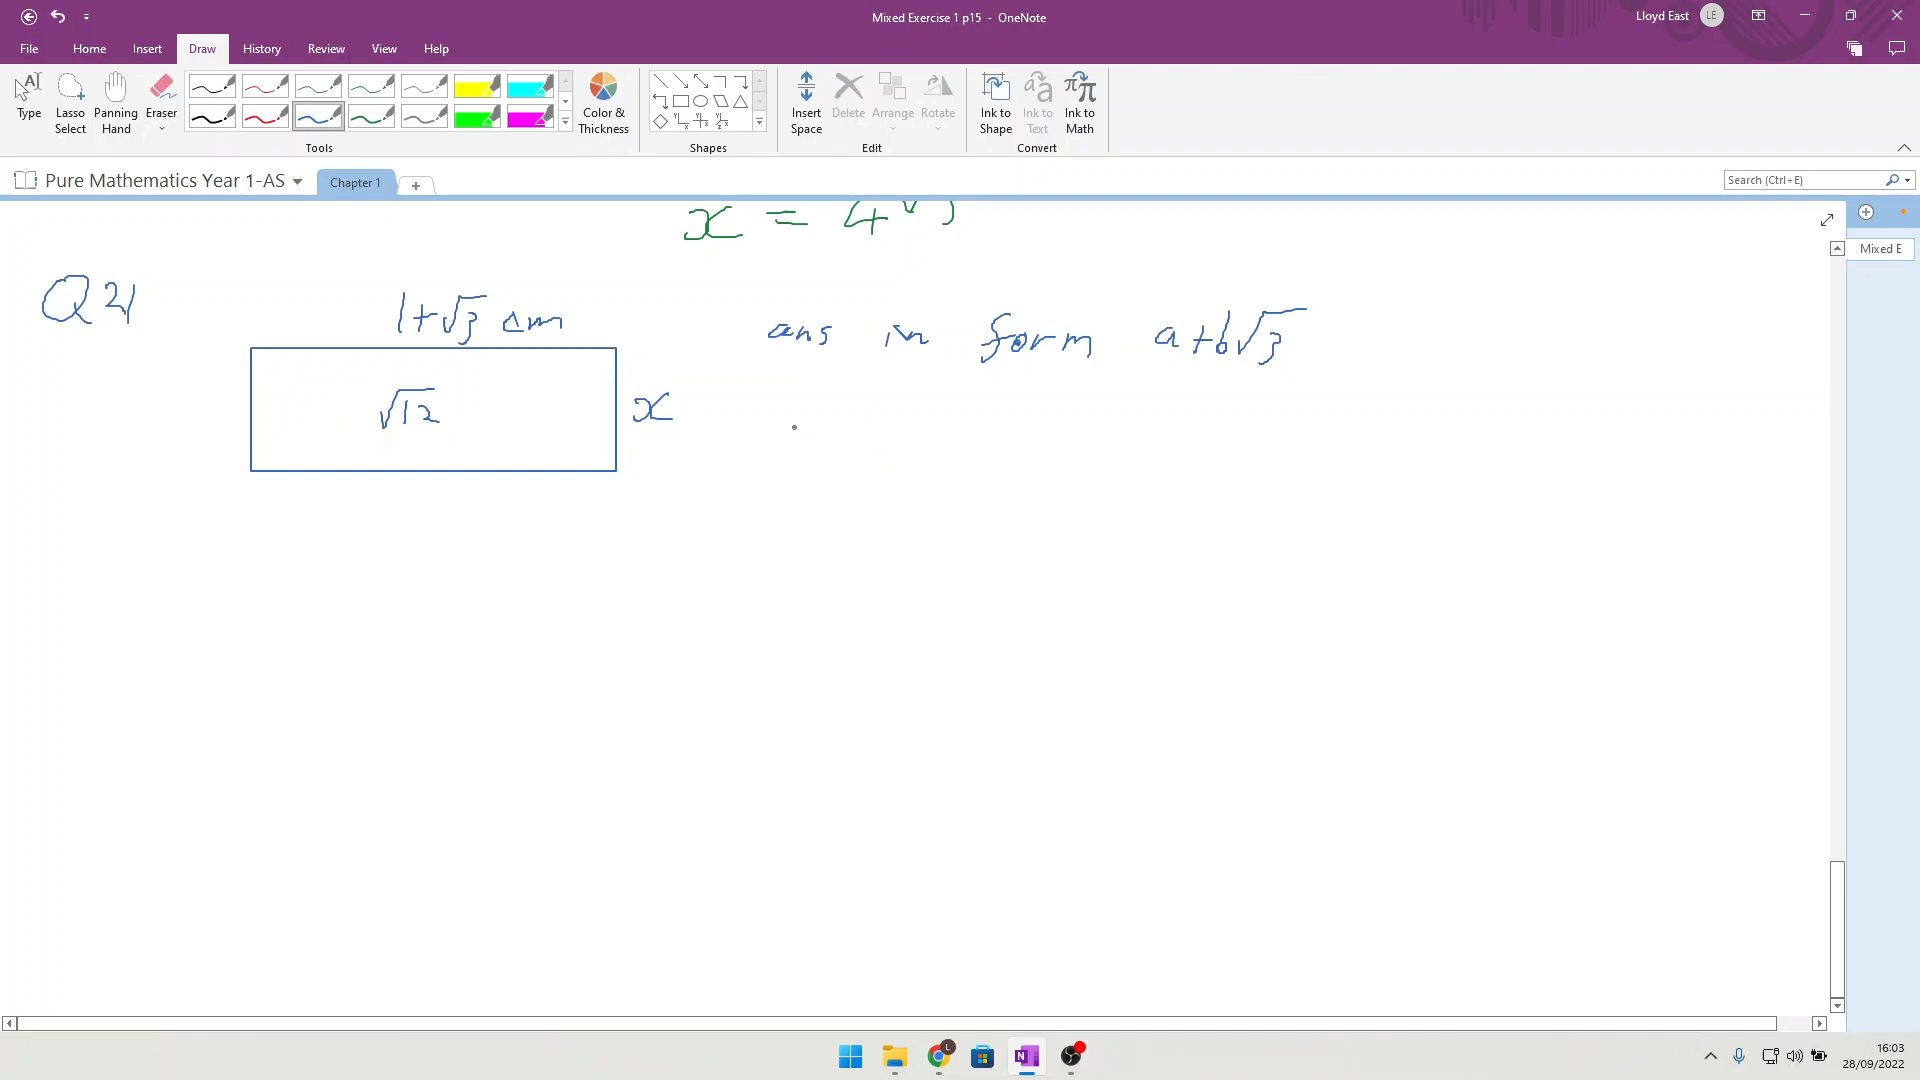 Mixed Exercise 1 p15 - OneNote
Lloyd East
LE
File Home Insert Draw History Review View Help
Type
Lasso Select
Panning Hand
Eraser
Color & Thickness
Insert Space
Delete
Arrange
Rotate
Ink to Shape
Ink to Text
Ink to Math
Tools
Shapes
Edit
Convert
Pure Mathematics Year 1-AS
Chapter 1
Search (Ctrl+E)
Mixed E
x = 4√3
Q21
1+√3 cm
ans in form a+b√3
√12
x
16:03
28/09/2022